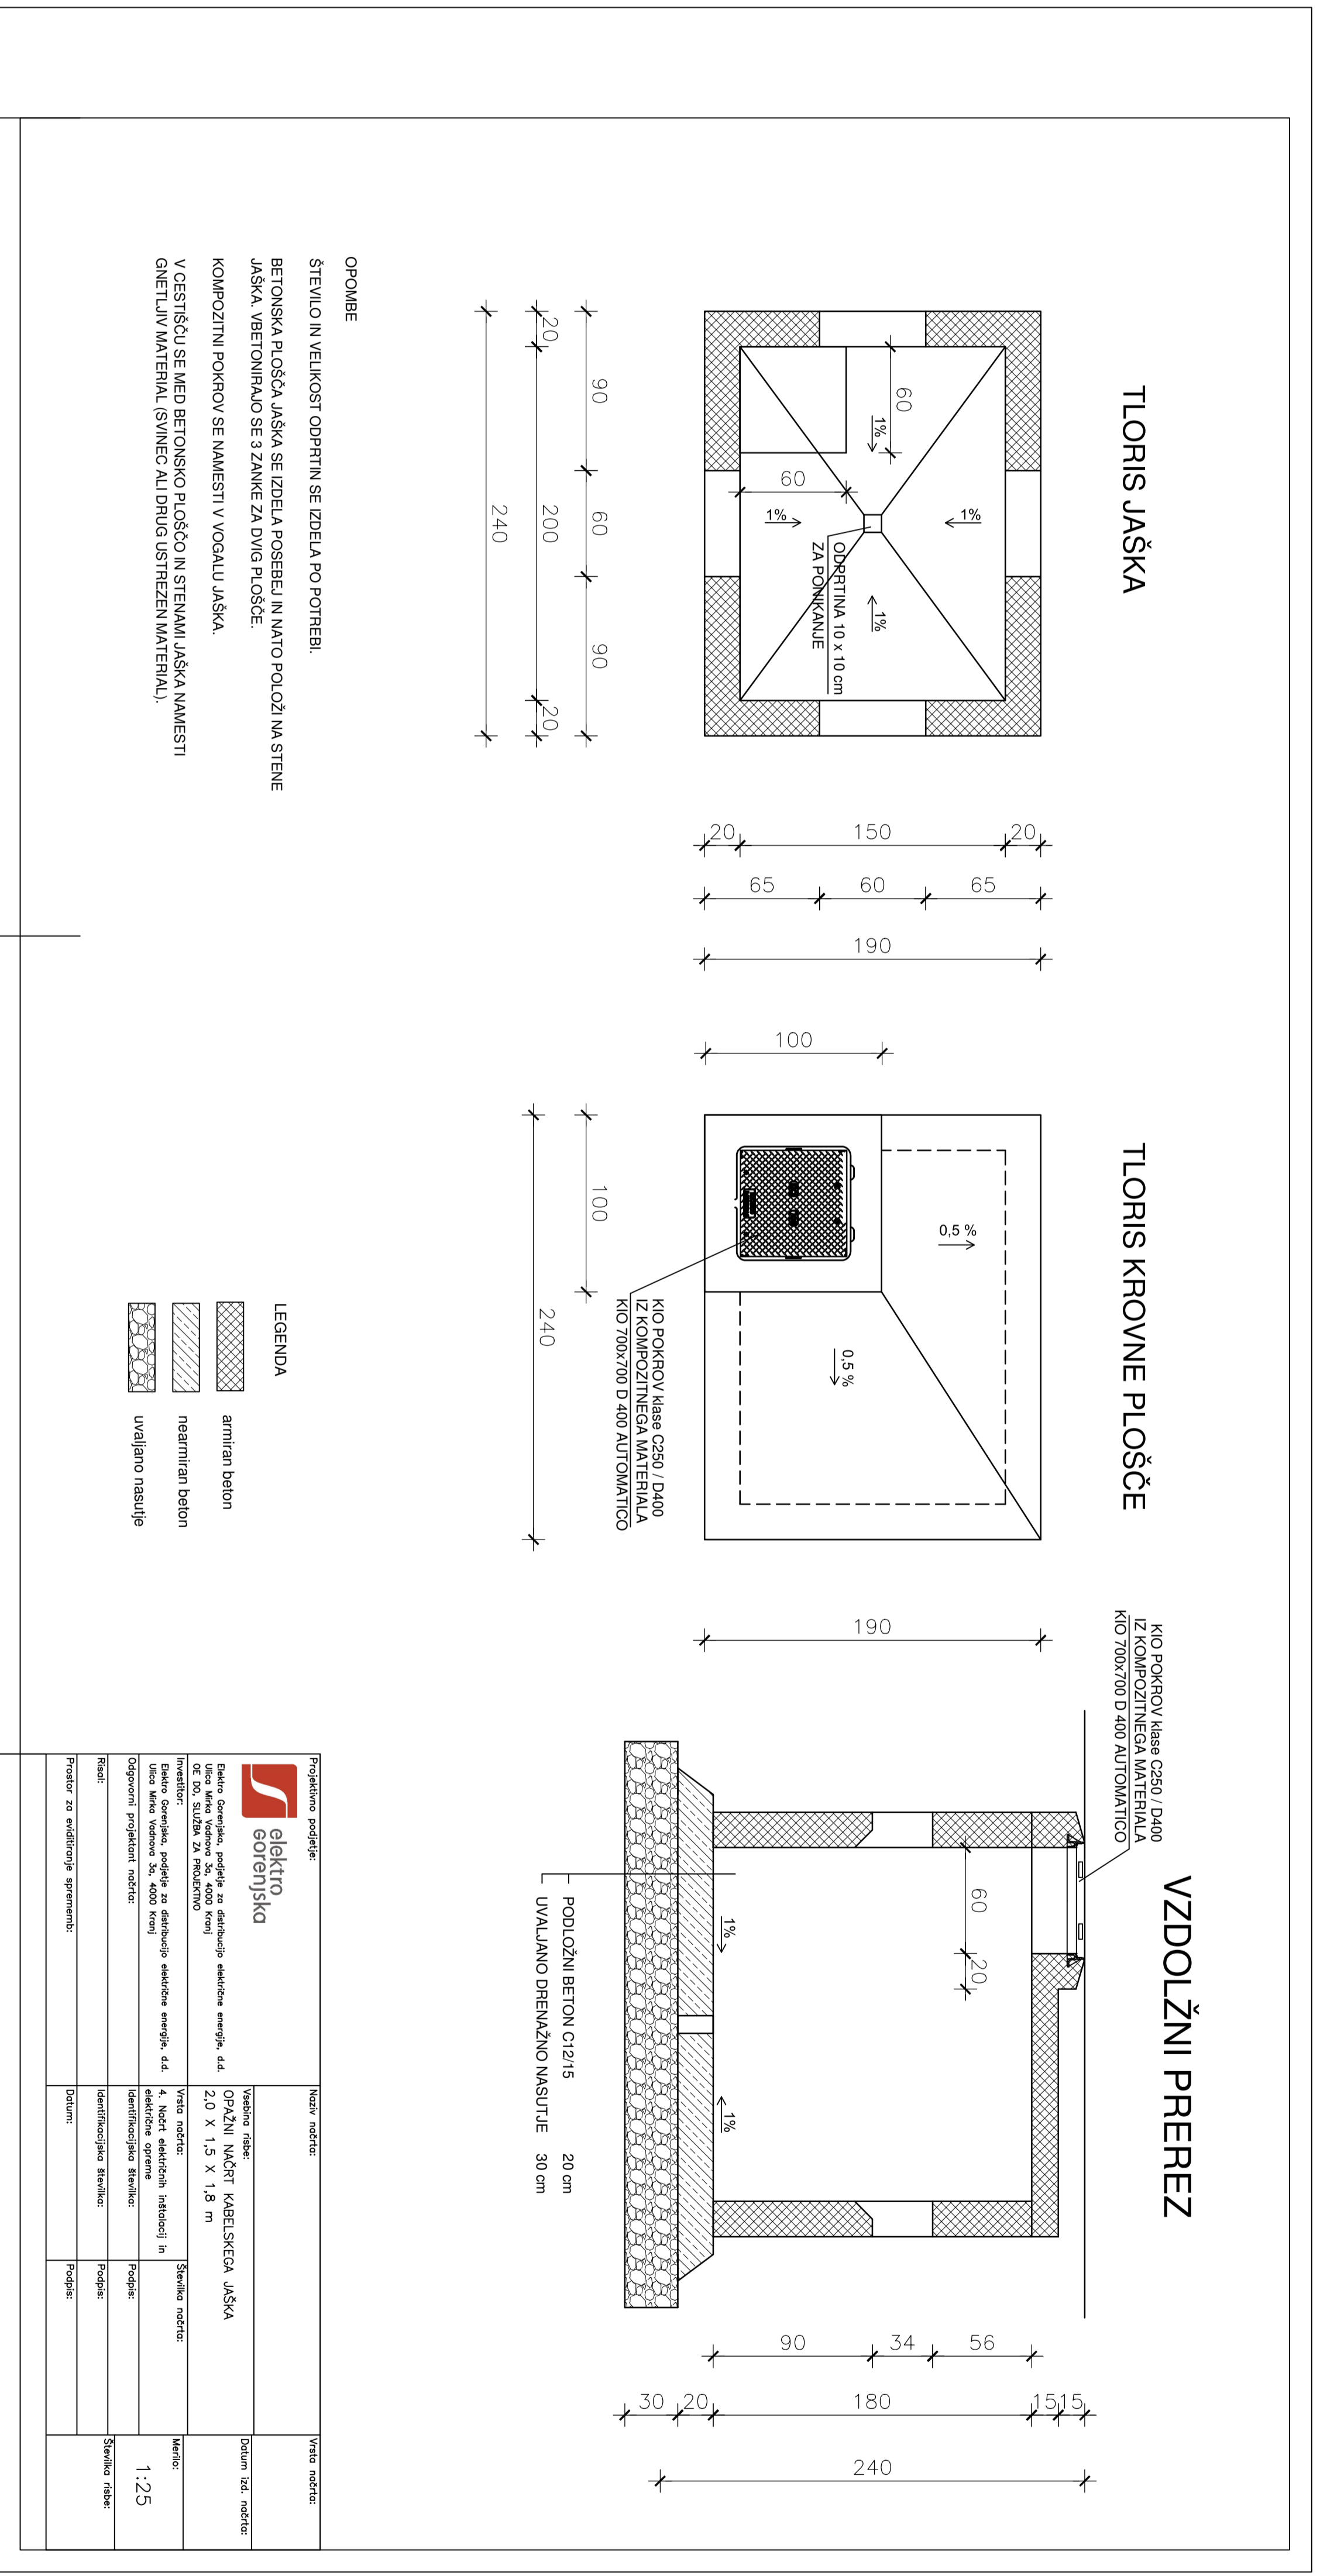 TLORIS JAŠKA
60
60
1%
1%
1%
1%
ODPRTINA 10 x 10 cm
ZA PONIKANJE
90
60
90
20
200
20
240
20
150
20
65
60
65
190
TLORIS KROVNE PLOŠČE
100
0,5 %
0,5 %
KIO POKROV klase C250 / D400
IZ KOMPOZITNEGA MATERIALA
KIO 700x700 D 400 AUTOMATICO
100
240
190
VZDOLŽNI PREREZ
KIO POKROV klase C250 / D400
IZ KOMPOZITNEGA MATERIALA
KIO 700x700 D 400 AUTOMATICO
60
20
1%
1%
PODLOŽNI BETON C12/15 20 cm
UVALJANO DRENAŽNO NASUTJE 30 cm
90
34
56
30
20
180
15
15
240
OPOMBE
ŠTEVILO IN VELIKOST ODPRTIN SE IZDELA PO POTREBI.
BETONSKA PLOŠČA JAŠKA SE IZDELA POSEBEJ IN NATO POLOŽI NA STENE
JAŠKA. VBETONIRAJO SE 3 ZANKE ZA DVIG PLOŠČE.
KOMPOZITNI POKROV SE NAMESTI V VOGALU JAŠKA.
V CESTIŠČU SE MED BETONSKO PLOŠČO IN STENAMI JAŠKA NAMESTI
GNETLJIV MATERIAL (SVINEC ALI DRUG USTREZEN MATERIAL).
LEGENDA
armiran beton
nearmiran beton
uvaljano nasutje
Projektivno podjetje:
elektro
gorenjska
Elektro Gorenjska, podjetje za distribucijo električne energije, d.d.
Ulica Mirka Vadnova 3a, 4000 Kranj
OE DO, SLUŽBA ZA PROJEKTIVO
Investitor:
Elektro Gorenjska, podjetje za distribucijo električne energije, d.d.
Ulica Mirka Vadnova 3a, 4000 Kranj
Odgovorni projektant načrta:
Risal:
Prostor za evidtiranje sprememb:
Naziv načrta:
Vsebina risbe:
OPAŽNI NAČRT KABELSKEGA JAŠKA
2,0 X 1,5 X 1,8 m
Vrsta načrta:
4. Načrt električnih inštalacij in
električne opreme
Številka načrta:
Identifikacijska številka:
Podpis:
Identifikacijska številka:
Podpis:
Datum:
Podpis:
Vrsta načrta:
Datum izd. načrta:
Merilo:
1:25
Številka risbe: